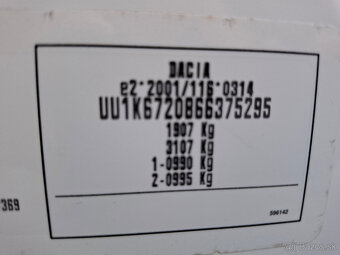 DACIA
e2*2001/116*0314
UU1K6720866375295
1907 Kg
3107 Kg
1-0990 Kg
2-0995 Kg
369
596142